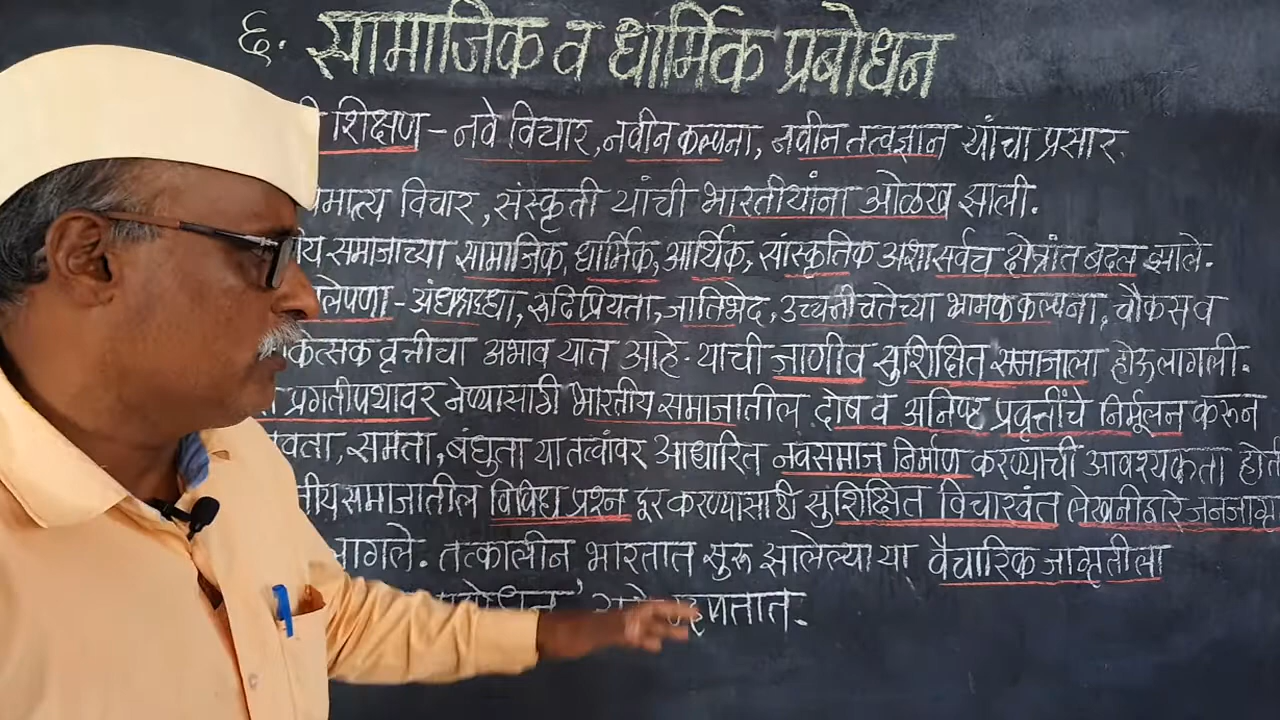 ६. सामाजिक व धार्मिक प्रबोधन
शिक्षण - नवे विचार, नवीन कल्पना, नवीन तत्वज्ञान यांचा प्रसार.
विचार, संस्कृती यांची भारतीयांना ओळख झाली.
समाजाच्या सामाजिक, धार्मिक, आर्थिक, सांस्कृतिक अशा सर्वच क्षेत्रांत बदल झाले.
अंधश्रद्धा, रूढिप्रियता, जातिभेद, उच्चनीचतेच्या भ्रामक कल्पना, चौकस व
वृत्तीचा अभाव यात आहे - याची जाणीव सुशिक्षित समाजाला होऊ लागली.
प्रगतीपथावर नेण्यासाठी भारतीय समाजातील दोष व अनिष्ट प्रवृत्तींचे निर्मूलन करून
समता, बंधुता या तत्वांवर आधारित नवसमाज निर्माण करण्याची आवश्यकता
समाजातील विविध प्रश्न दूर करण्यासाठी सुशिक्षित विचारवंत लेखनीद्वारे
लागले. तत्कालीन भारतात सुरू झालेल्या या वैचारिक जागृतीला
म्हणतात.